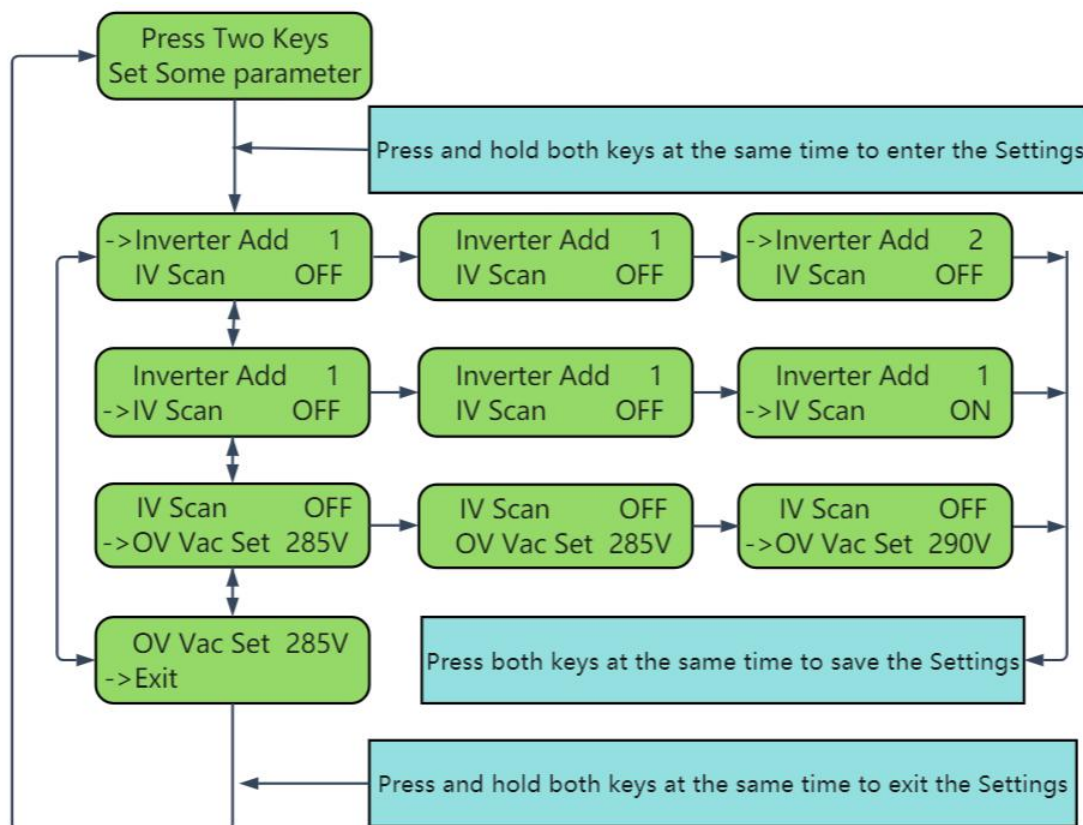 Press Two Keys
Set Some parameter
Press and hold both keys at the same time to enter the Settings
->Inverter Add 1
IV Scan OFF
Inverter Add 1
IV Scan OFF
->Inverter Add 2
IV Scan OFF
Inverter Add 1
->IV Scan OFF
Inverter Add 1
IV Scan OFF
Inverter Add 1
->IV Scan ON
IV Scan OFF
->OV Vac Set 285V
IV Scan OFF
OV Vac Set 285V
IV Scan OFF
->OV Vac Set 290V
OV Vac Set 285V
->Exit
Press both keys at the same time to save the Settings
Press and hold both keys at the same time to exit the Settings